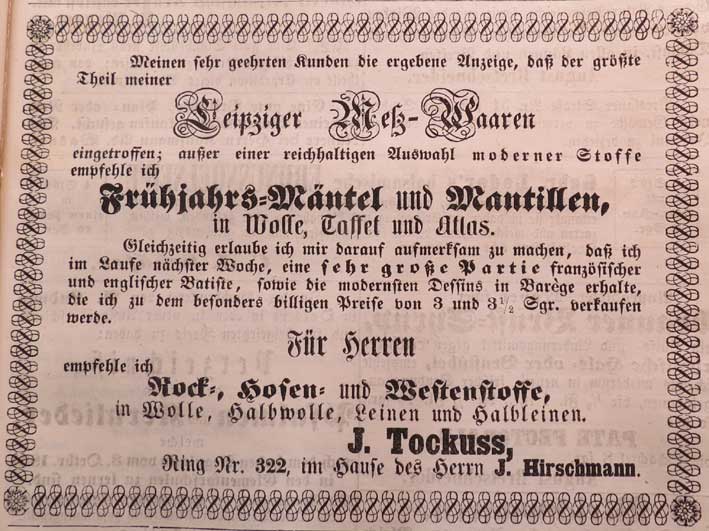 Meinen sehr geehrten Kunden die ergebene Anzeige, daß der größte
Theil meiner
Leipziger Meß-Waaren
eingetroffen; außer einer reichhaltigen Auswahl moderner Stoffe
empfehle ich
Frühjahrs-Mäntel und Mantillen,
in Wolle, Taffet und Atlas.
Gleichzeitig erlaube ich mir darauf aufmerksam zu machen, daß ich
im Laufe nächster Woche, eine sehr große Partie französischer
und englischer Batiste, sowie die modernsten Dessins in Barège erhalte,
die ich zu dem besonders billigen Preise von 3 und 3½ Sgr. verkaufen
werde.
Für Herren
empfehle ich
Rock-, Hosen- und Westenstoffe,
in Wolle, Halbwolle, Leinen und Halbleinen.
J. Tockuss,
Ring Nr. 322, im Hause des Herrn J. Hirschmann.